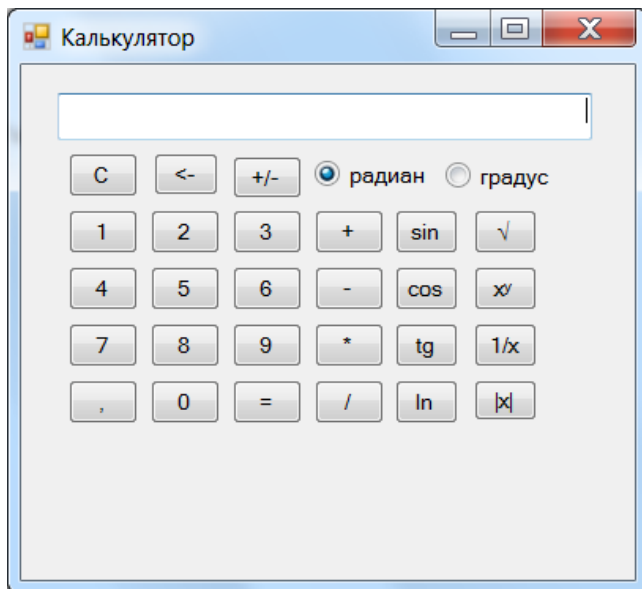 Калькулятор
C <- +/- радиан градус
1 2 3 + sin √
4 5 6 - cos xʸ
7 8 9 * tg 1/x
, 0 = / ln |x|